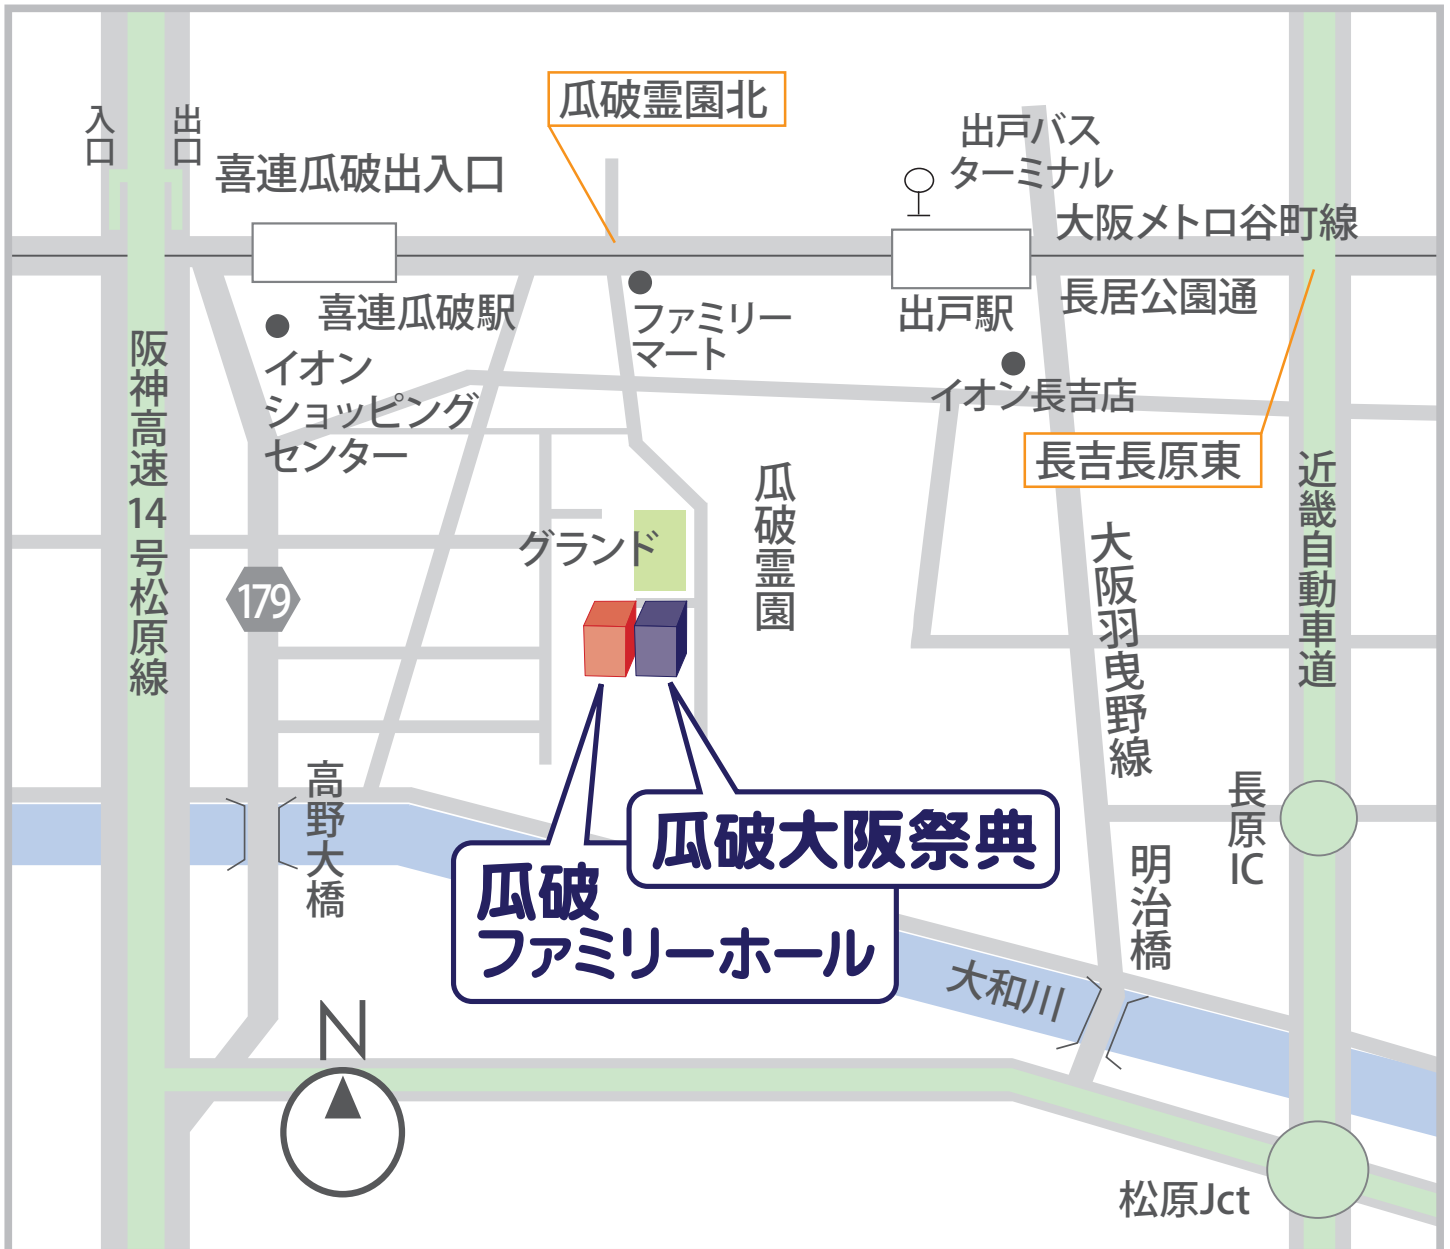 瓜破霊園北
入口
出口
喜連瓜破出入口
出戸バス
ターミナル
大阪メトロ谷町線
長居公園通
喜連瓜破駅
出戸駅
ファミリー
マート
イオン
ショッピング
センター
イオン長吉店
長吉長原東
阪神高速14号松原線
近畿自動車道
瓜破霊園
グランド
大阪羽曳野線
179
高野大橋
長原IC
瓜破大阪祭典
瓜破
ファミリーホール
明治橋
大和川
N
松原Jct